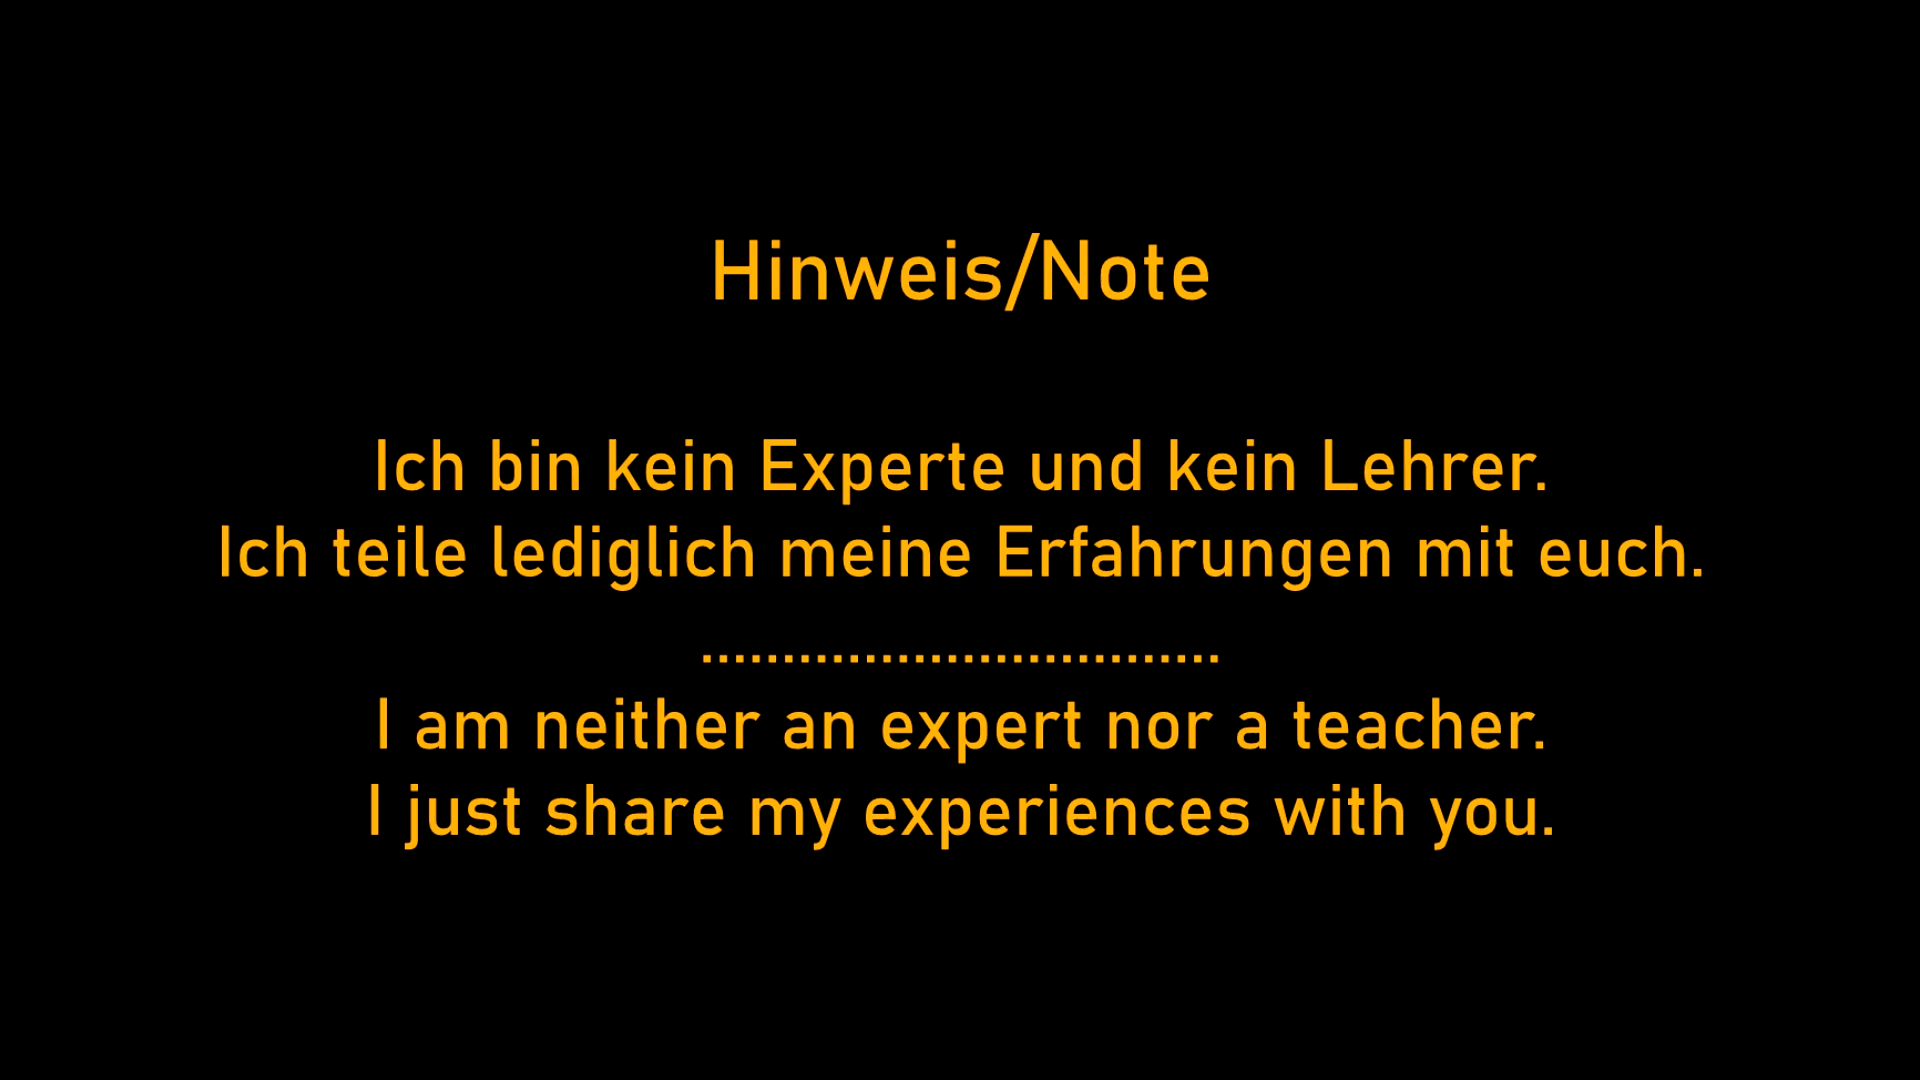 Hinweis/Note
Ich bin kein Experte und kein Lehrer.
Ich teile lediglich meine Erfahrungen mit euch.
................................
I am neither an expert nor a teacher.
I just share my experiences with you.